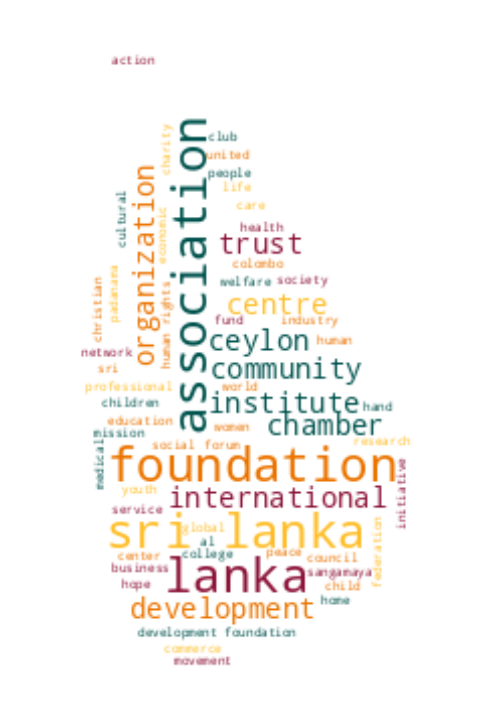 action
club
charity
association
united
people
life
organization
cultural
economic
care
health
trust
colombo
welfare society
christian
padanama
human rights
centre
fund
industry
ceylon
human
network
sri
community
professional
world
children
institute
hand
education
women
chamber
mission
social forum
research
medical
foundation
initiative
youth
international
service
global
sri lanka
federation
al
center
college
peace
council
business
lanka
sangamaya
hope
child
development
home
development foundation
commerce
movement